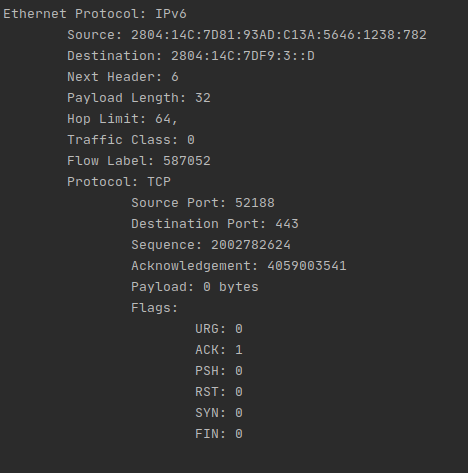 Ethernet Protocol: IPv6
Source: 2804:14C:7D81:93AD:C13A:5646:1238:782
Destination: 2804:14C:7DF9:3::D
Next Header: 6
Payload Length: 32
Hop Limit: 64,
Traffic Class: 0
Flow Label: 587052
Protocol: TCP
Source Port: 52188
Destination Port: 443
Sequence: 2002782624
Acknowledgement: 4059003541
Payload: 0 bytes
Flags:
URG: 0
ACK: 1
PSH: 0
RST: 0
SYN: 0
FIN: 0